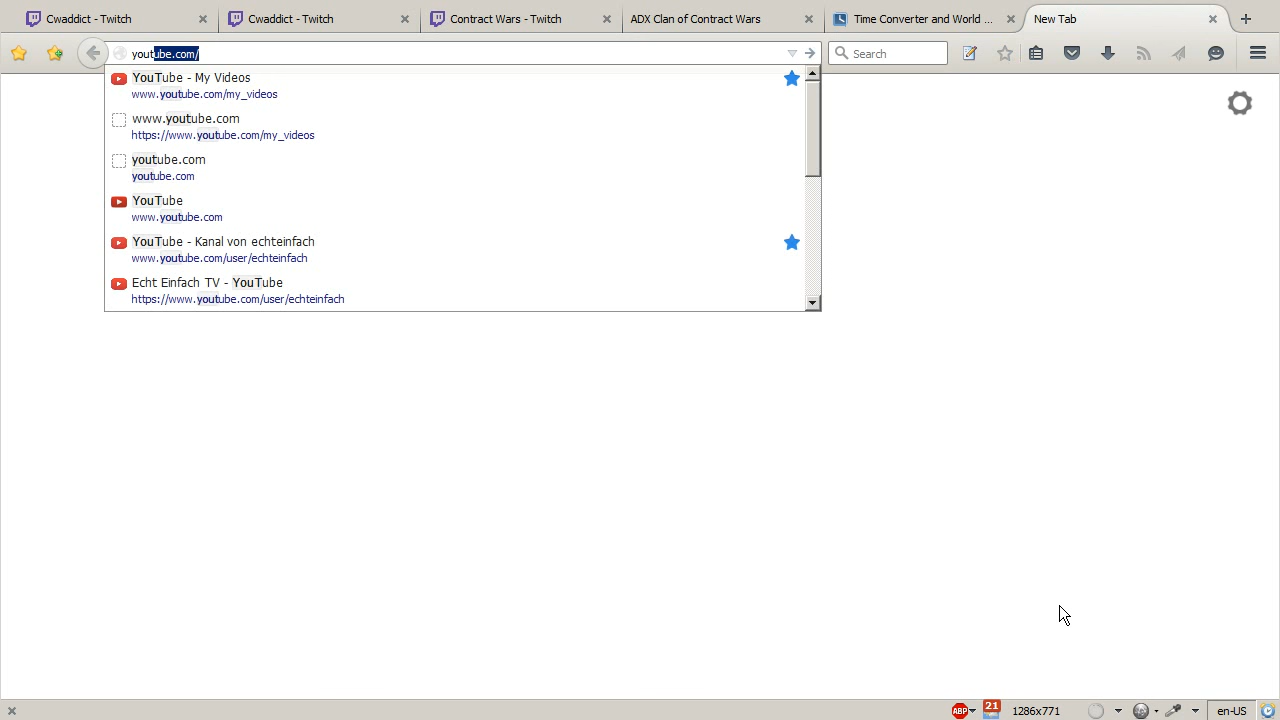 Cwaddict - Twitch
Cwaddict - Twitch
Contract Wars - Twitch
ADX Clan of Contract Wars
Time Converter and World ...
New Tab
youtube.com/
Search
YouTube - My Videos
www.youtube.com/my_videos
www.youtube.com
https://www.youtube.com/my_videos
youtube.com
youtube.com
YouTube
www.youtube.com
YouTube - Kanal von echteinfach
www.youtube.com/user/echteinfach
Echt Einfach TV - YouTube
https://www.youtube.com/user/echteinfach
ABP
21
1286x771
en-US